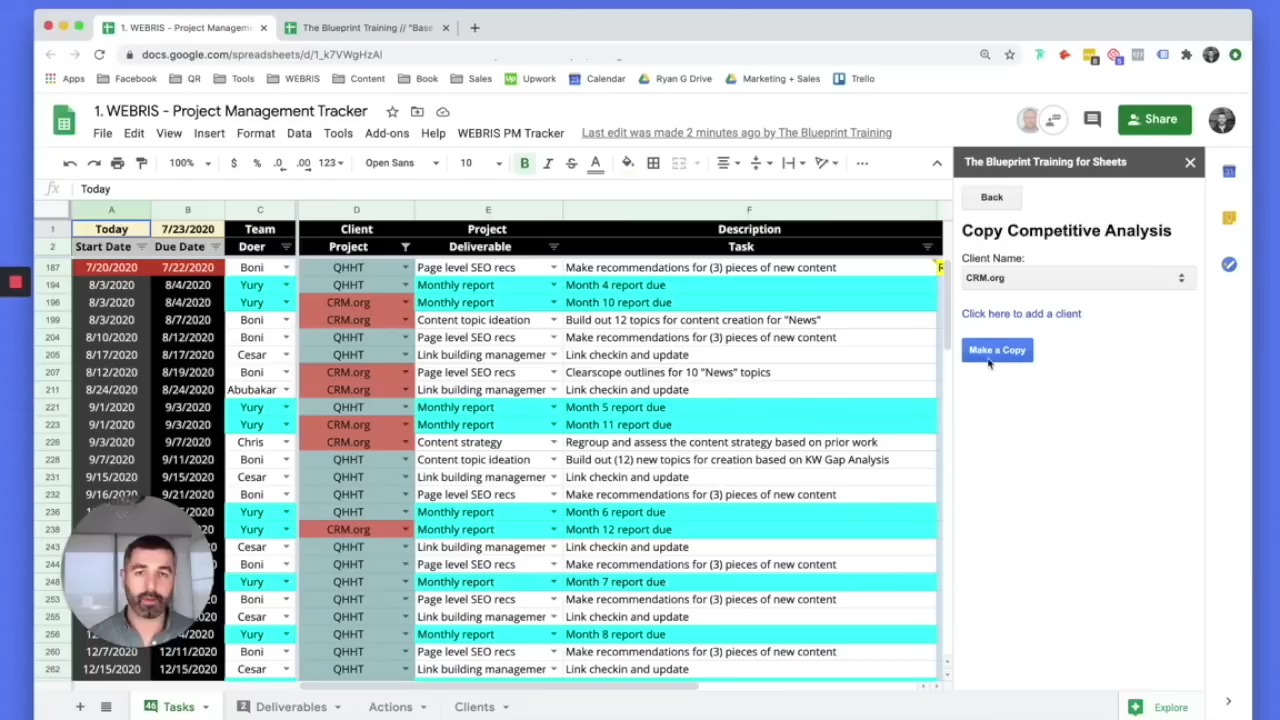 1. WEBRIS - Project Managem
The Blueprint Training // "Base
docs.google.com/spreadsheets/d/1_k7VWgHzAI
Apps Facebook QR Tools WEBRIS Content Book Sales Upwork Calendar Ryan G Drive Marketing + Sales Trello
1. WEBRIS - Project Management Tracker
Share
File Edit View Insert Format Data Tools Add-ons Help WEBRIS PM Tracker Last edit was made 2 minutes ago by The Blueprint Training
100% $ % .0 .00 123 Open Sans 10 B I S A
The Blueprint Training for Sheets
fx Today
Back
A B C D E F
1 Today 7/23/2020 Team Client Project Description
2 Start Date Due Date Doer Project Deliverable Task
187 7/20/2020 7/22/2020 Boni QHHT Page level SEO recs Make recommendations for (3) pieces of new content
194 8/3/2020 8/4/2020 Yury QHHT Monthly report Month 4 report due
196 8/3/2020 8/4/2020 Yury CRM.org Monthly report Month 10 report due
199 8/3/2020 8/7/2020 Boni CRM.org Content topic ideation Build out 12 topics for content creation for "News"
204 8/10/2020 8/12/2020 Boni QHHT Page level SEO recs Make recommendations for (3) pieces of new content
205 8/17/2020 8/17/2020 Cesar QHHT Link building managemer Link checkin and update
207 8/12/2020 8/19/2020 Boni CRM.org Page level SEO recs Clearscope outlines for 10 "News" topics
211 8/24/2020 8/24/2020 Abubakar CRM.org Link building managemer Link checkin and update
221 9/1/2020 9/3/2020 Yury QHHT Monthly report Month 5 report due
223 9/1/2020 9/3/2020 Yury CRM.org Monthly report Month 11 report due
226 9/3/2020 9/7/2020 Chris CRM.org Content strategy Regroup and assess the content strategy based on prior work
228 9/7/2020 9/11/2020 Boni QHHT Content topic ideation Build out (12) new topics for creation based on KW Gap Analysis
231 9/15/2020 9/15/2020 Cesar QHHT Link building managemer Link checkin and update
232 9/16/2020 9/21/2020 Boni QHHT Page level SEO recs Make recommendations for (3) pieces of new content
236 Yury QHHT Monthly report Month 6 report due
238 Yury CRM.org Monthly report Month 12 report due
243 Cesar QHHT Link building managemer Link checkin and update
244 Boni QHHT Page level SEO recs Make recommendations for (3) pieces of new content
248 Yury QHHT Monthly report Month 7 report due
253 Boni QHHT Page level SEO recs Make recommendations for (3) pieces of new content
255 Cesar QHHT Link building managemer Link checkin and update
256 Yury QHHT Monthly report Month 8 report due
260 12/7/2020 12/11/2020 Boni QHHT Page level SEO recs Make recommendations for (3) pieces of new content
262 12/15/2020 12/15/2020 Cesar QHHT Link building managemer Link checkin and update
Copy Competitive Analysis
Client Name:
CRM.org
Click here to add a client
Make a Copy
46 Tasks 2 Deliverables Actions Clients Explore